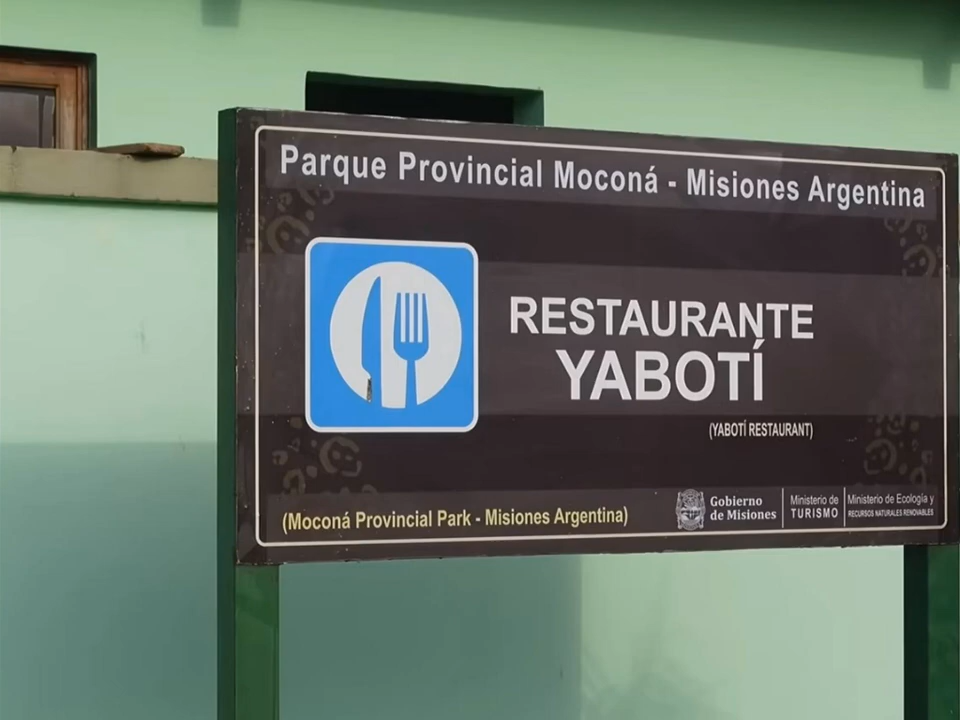 Parque Provincial Moconá - Misiones Argentina
RESTAURANTE
YABOTÍ
(YABOTÍ RESTAURANT)
(Moconá Provincial Park - Misiones Argentina)
Gobierno
de Misiones
Ministerio de
TURISMO
Ministerio de Ecología y
RECURSOS NATURALES RENOVABLES